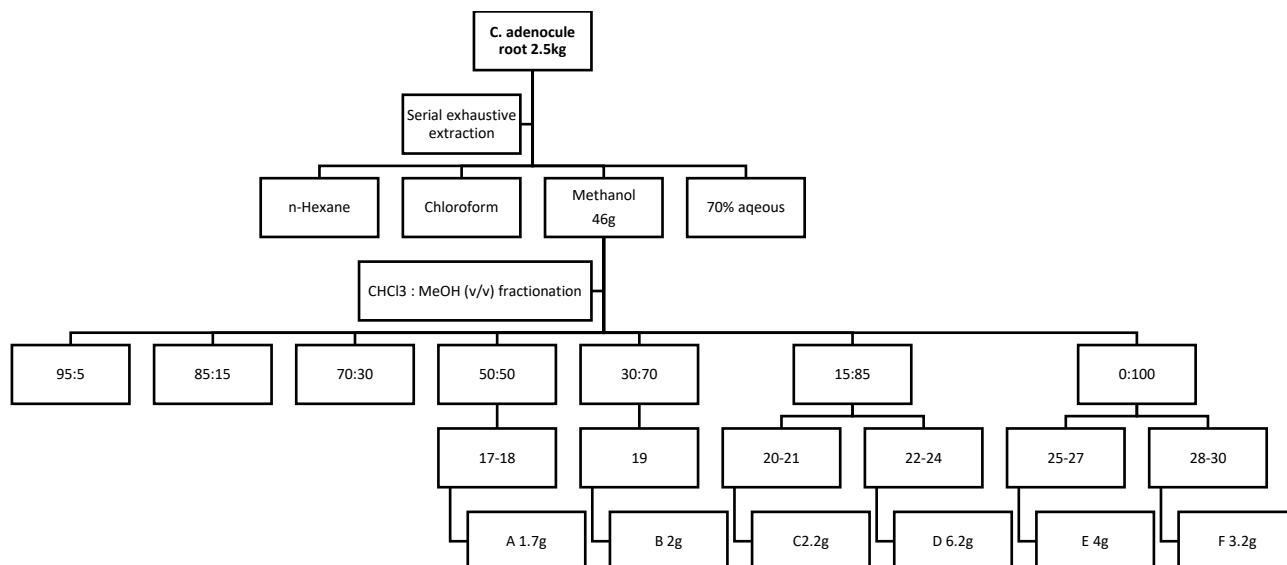 C. adenocule
root 2.5kg
Serial exhaustive
extraction
n-Hexane
Chloroform
Methanol
46g
70% aqeous
CHCl3 : MeOH (v/v) fractionation
95:5
85:15
70:30
50:50
30:70
15:85
0:100
17-18
19
20-21
22-24
25-27
28-30
A 1.7g
B 2g
C2.2g
D 6.2g
E 4g
F 3.2g